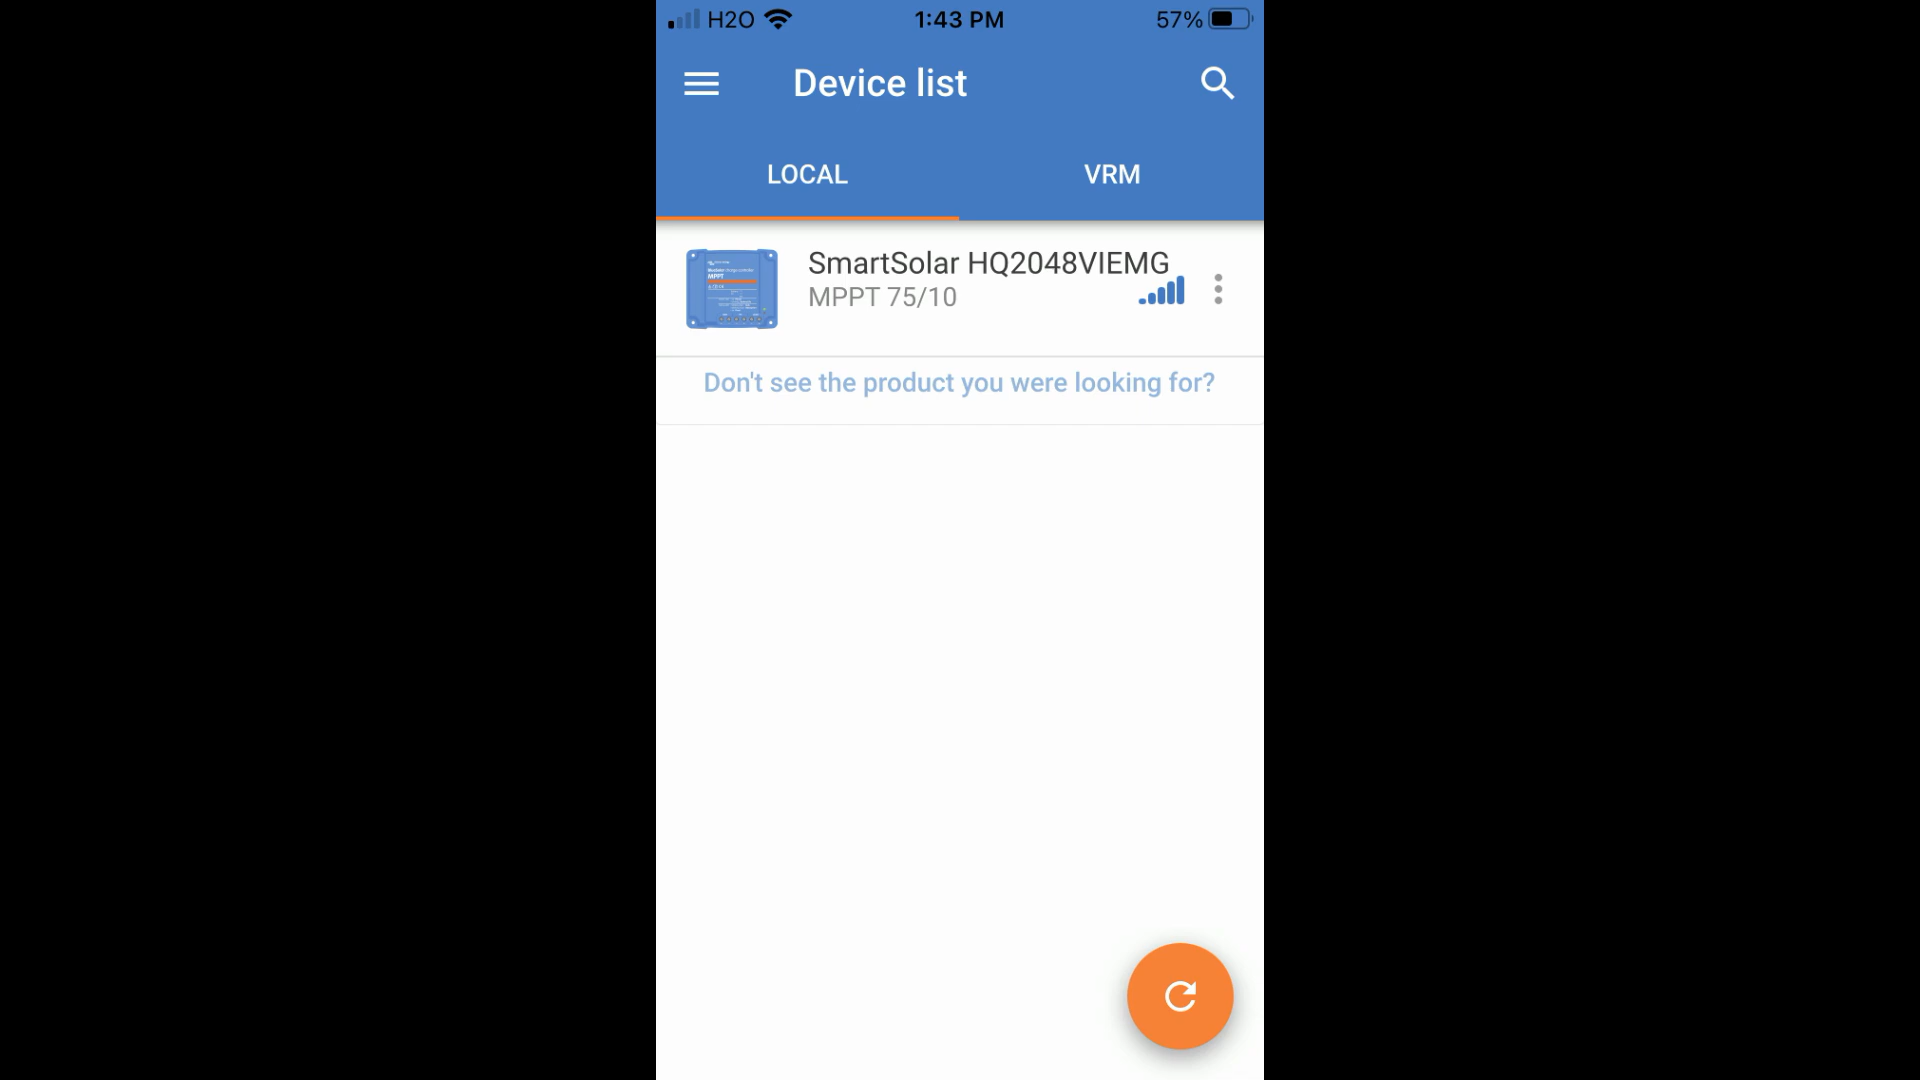 H2O 1:43 PM 57%
Device list
LOCAL VRM
SmartSolar HQ2048VIEMG
MPPT 75/10
MPPT
Don't see the product you were looking for?